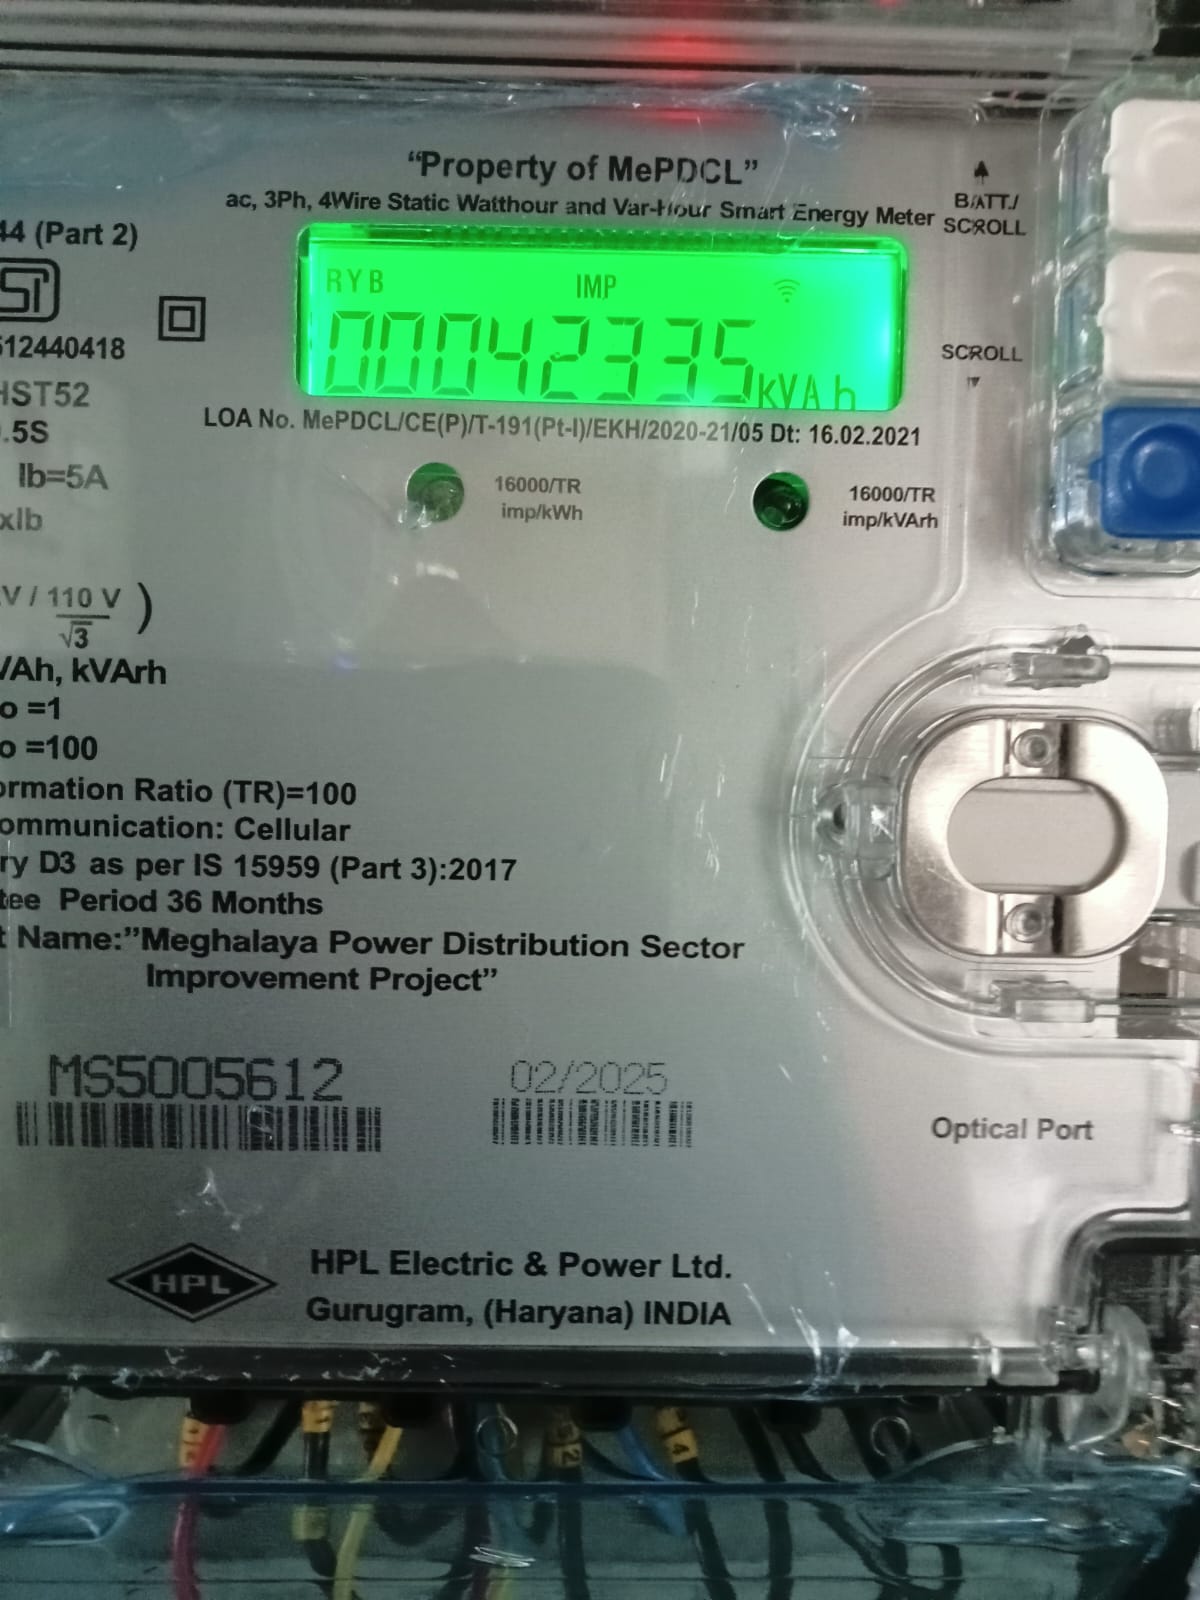 “Property of MePDCL”
ac, 3Ph, 4Wire Static Watthour and Var-Hour Smart Energy Meter
BATT./
SCROLL
44 (Part 2)
RYB IMP
00042335kVAh
SCROLL
512440418
HST52
.5S
Ib=5A
xIb
LOA No. MePDCL/CE(P)/T-191(Pt-I)/EKH/2020-21/05 Dt: 16.02.2021
16000/TR
imp/kWh
16000/TR
imp/kVArh
V / 110 V )
√3
VAh, kVArh
o =1
o =100
ormation Ratio (TR)=100
ommunication: Cellular
ry D3 as per IS 15959 (Part 3):2017
tee Period 36 Months
t Name:”Meghalaya Power Distribution Sector
Improvement Project”
MS5005612
02/2025
Optical Port
HPL
HPL Electric & Power Ltd.
Gurugram, (Haryana) INDIA